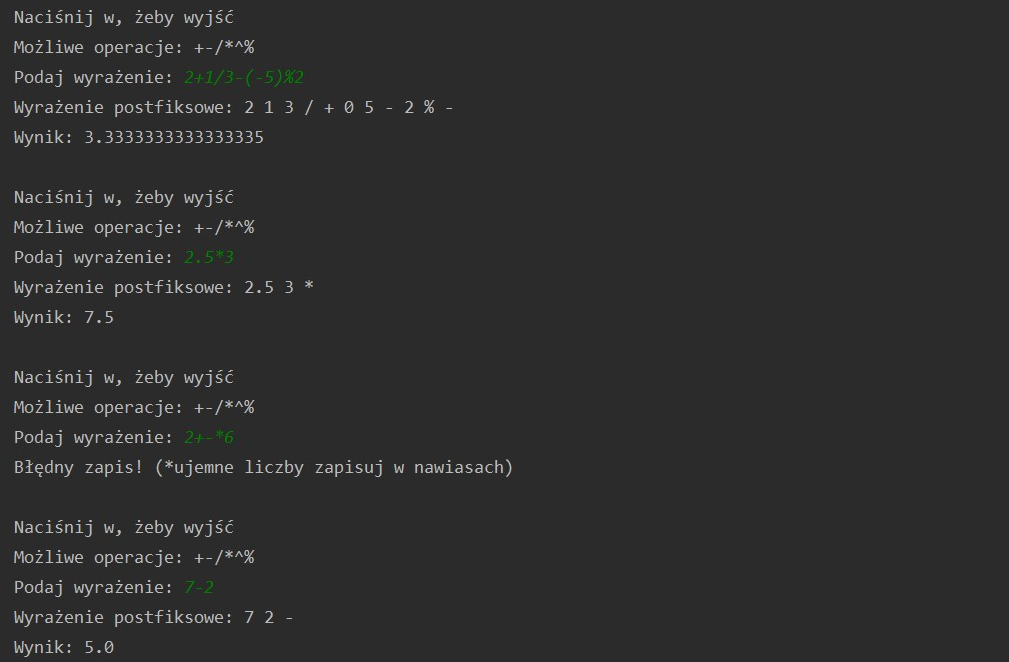 Naciśnij w, żeby wyjść
Możliwe operacje: +-/*^%
Podaj wyrażenie: 2+1/3-(-5)%2
Wyrażenie postfiksowe: 2 1 3 / + 0 5 - 2 % -
Wynik: 3.3333333333333335
Naciśnij w, żeby wyjść
Możliwe operacje: +-/*^%
Podaj wyrażenie: 2.5*3
Wyrażenie postfiksowe: 2.5 3 *
Wynik: 7.5
Naciśnij w, żeby wyjść
Możliwe operacje: +-/*^%
Podaj wyrażenie: 2+-*6
Błędny zapis! (*ujemne liczby zapisuj w nawiasach)
Naciśnij w, żeby wyjść
Możliwe operacje: +-/*^%
Podaj wyrażenie: 7-2
Wyrażenie postfiksowe: 7 2 -
Wynik: 5.0